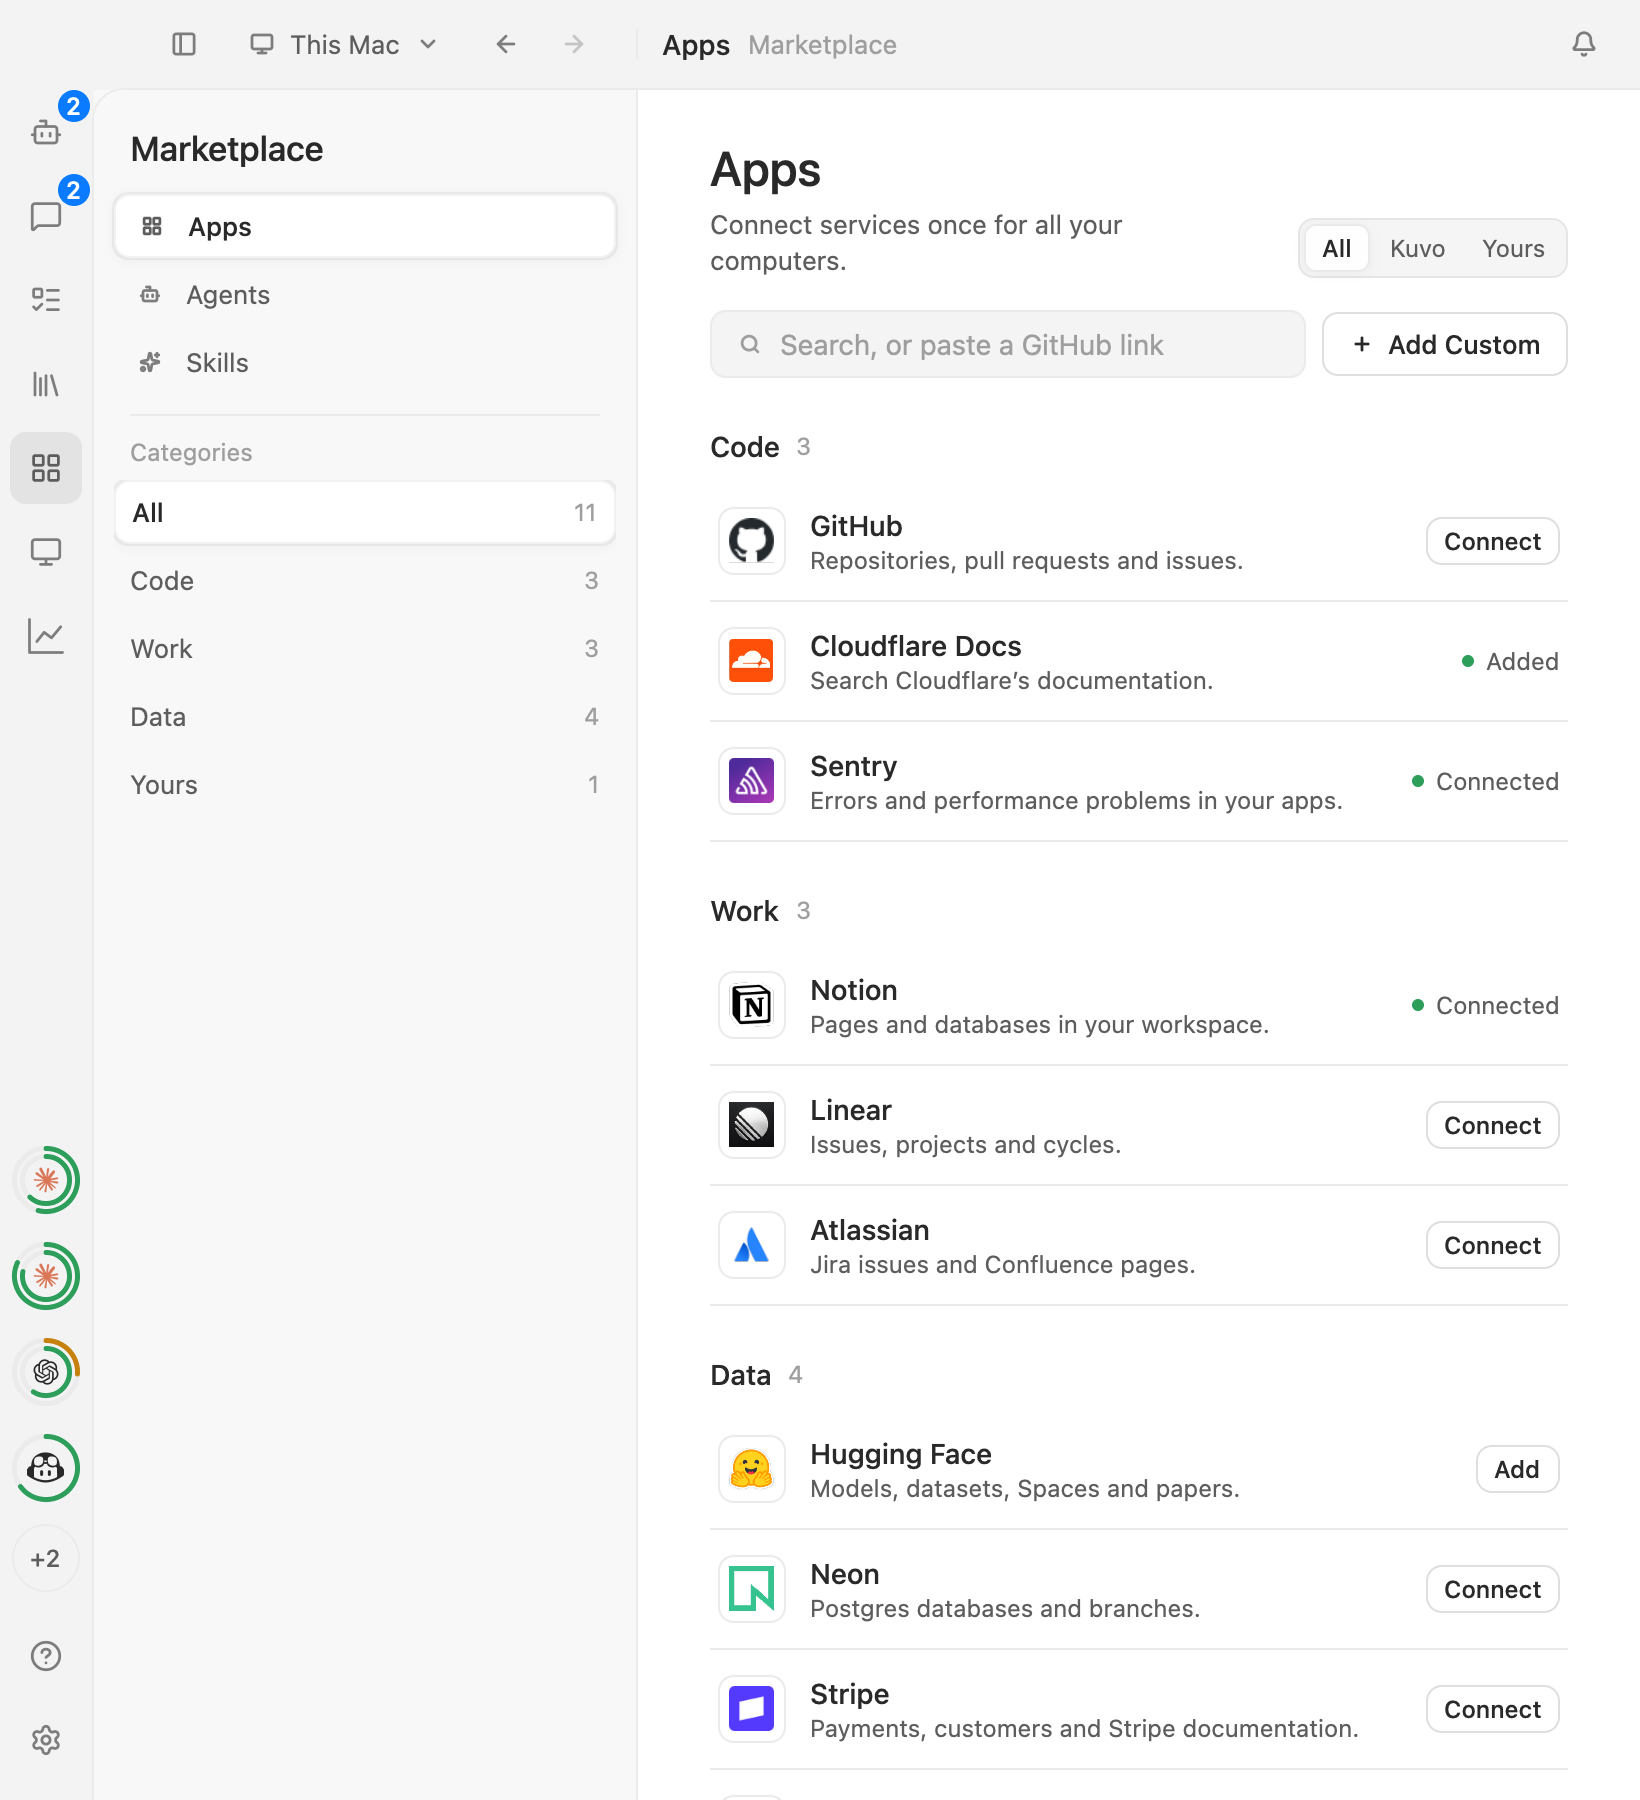 This Mac
Apps Marketplace
2
2
+2
Marketplace
Apps
Agents
Skills
Categories
All 11
Code 3
Work 3
Data 4
Yours 1
Apps
Connect services once for all your
computers.
All Kuvo Yours
Search, or paste a GitHub link
+ Add Custom
Code 3
GitHub
Repositories, pull requests and issues.
Connect
Cloudflare Docs
Search Cloudflare’s documentation.
Added
Sentry
Errors and performance problems in your apps.
Connected
Work 3
Notion
Pages and databases in your workspace.
Connected
Linear
Issues, projects and cycles.
Connect
Atlassian
Jira issues and Confluence pages.
Connect
Data 4
Hugging Face
Models, datasets, Spaces and papers.
Add
Neon
Postgres databases and branches.
Connect
Stripe
Payments, customers and Stripe documentation.
Connect